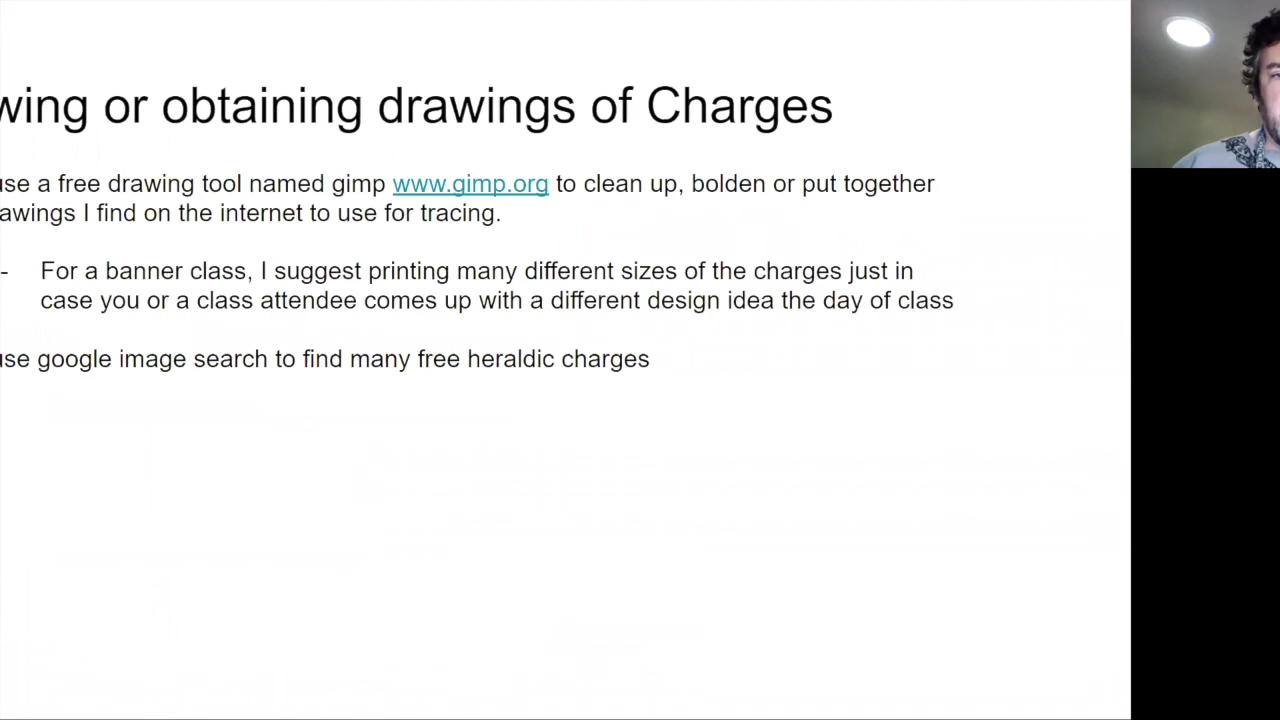 wing or obtaining drawings of Charges
use a free drawing tool named gimp www.gimp.org to clean up, bolden or put together
awings I find on the internet to use for tracing.
- For a banner class, I suggest printing many different sizes of the charges just in
case you or a class attendee comes up with a different design idea the day of class
use google image search to find many free heraldic charges